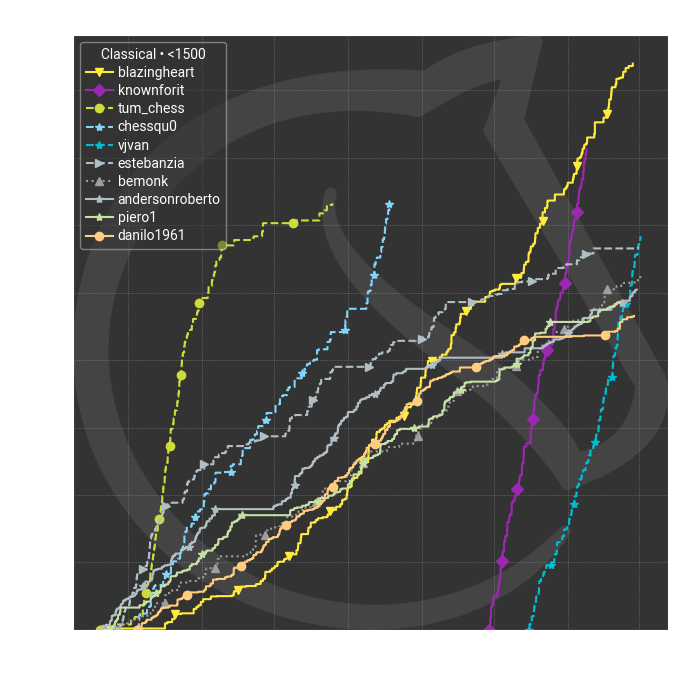 Classical • <1500
blazingheart
knownforit
tum_chess
chessqu0
vjvan
estebanzia
bemonk
andersonroberto
piero1
danilo1961